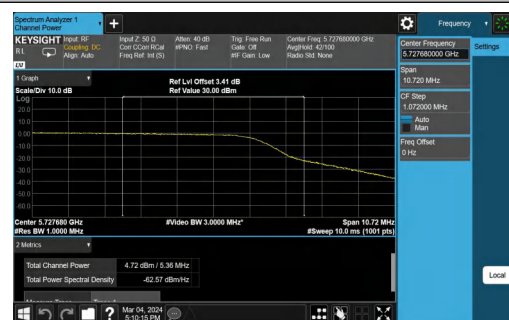 Spectrum Analyzer 1
Channel Power
Frequency
KEYSIGHT
RL
Input: RF
Coupling: DC
Align: Auto
Input Z: 50 Ω
Corr CCorr RCal
Freq Ref: Int (S)
Atten: 40 dB
#PNO: Fast
Trig: Free Run
Gate: Off
#IF Gain: Low
Center Freq: 5.727680000 GHz
Avg|Hold: 42/100
Radio Std: None
Center Frequency
5.727680000 GHz
Settings
Span
10.720 MHz
CF Step
1.072000 MHz
Auto
Man
Freq Offset
0 Hz
Local
1 Graph
Scale/Div 10.0 dB
Ref Lvl Offset 3.41 dB
Ref Value 30.00 dBm
Log
20.0
10.0
0.00
-10.0
-20.0
-30.0
-40.0
-50.0
-60.0
Center 5.727680 GHz
#Video BW 3.0000 MHz*
Span 10.72 MHz
#Res BW 1.0000 MHz
#Sweep 10.0 ms (1001 pts)
2 Metrics
Total Channel Power
4.72 dBm / 5.36 MHz
Total Power Spectral Density
-62.57 dBm/Hz
Mar 04, 2024
5:10:15 PM